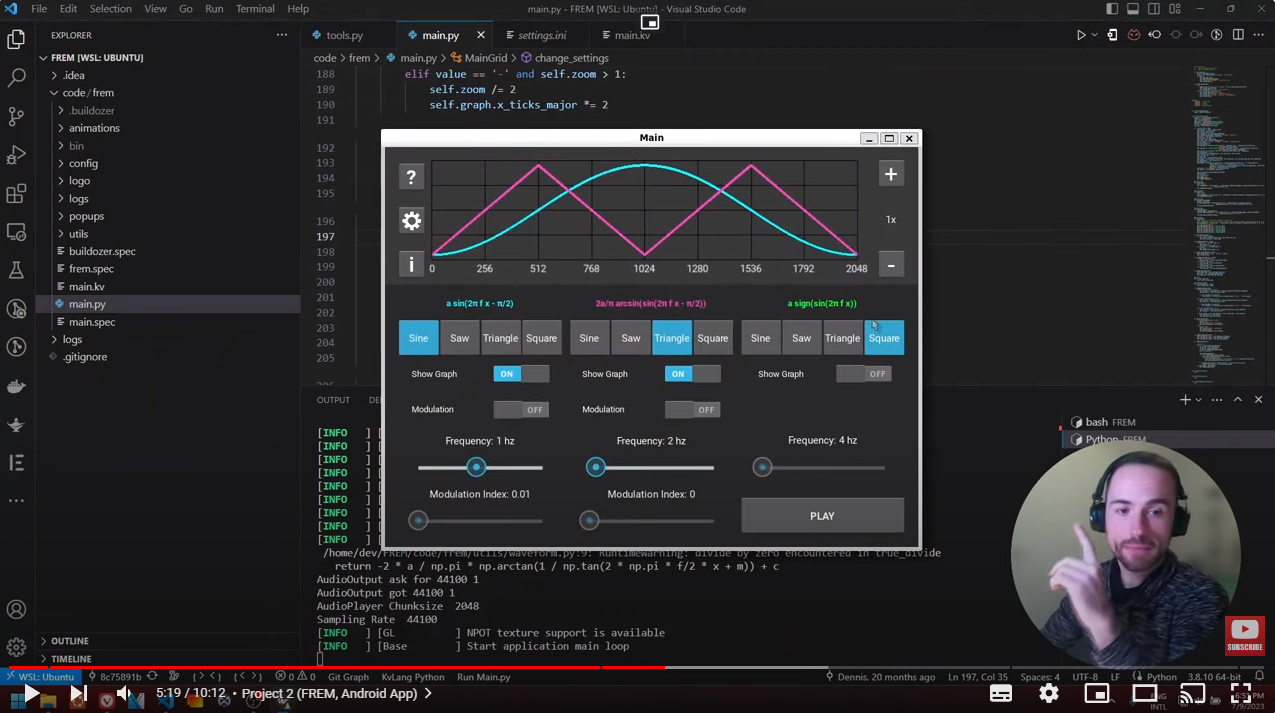 File Edit Selection View Go Run Terminal Help
main.py - FREM [WSL: Ubuntu] - Visual Studio Code
EXPLORER
tools.py main.py settings.ini main.kv
FREM [WSL: UBUNTU]
code > frem > main.py > MainGrid > change_settings
.idea
code / frem
.buildozer
animations
bin
config
logo
logs
popups
utils
buildozer.spec
frem.spec
main.kv
main.py
main.spec
logs
.gitignore
188 elif value == '-' and self.zoom > 1:
189 self.zoom /= 2
190 self.graph.x_ticks_major *= 2
191
192
193
194
195
196
197
198
199
200
201
202
203
204
205
Main
?
i
+
1x
-
0 256 512 768 1024 1280 1536 1792 2048
a sin(2π f x - π/2) 2a/π arcsin(sin(2π f x - π/2)) a sign(sin(2π f x))
Sine Saw Triangle Square Sine Saw Triangle Square Sine Saw Triangle Square
Show Graph ON Show Graph ON Show Graph OFF
Modulation OFF Modulation OFF
Frequency: 1 hz Frequency: 2 hz Frequency: 4 hz
Modulation Index: 0.01 Modulation Index: 0
PLAY
OUTPUT
bash FREM
Python FREM
[INFO ] [
[INFO ] [
[INFO ] [
[INFO ] [
[INFO ] [
[INFO ] [
[INFO ] [
[INFO ] [
[INFO ] [
/home/dev/FREM/code/frem/utils/waveform.py:9: RuntimeWarning: divide by zero encountered in true_divide
return -2 * a / np.pi * np.arctan(1 / np.tan(2 * np.pi * f/2 * x + m)) + c
AudioOutput ask for 44100 1
AudioOutput got 44100 1
AudioPlayer Chunksize 2048
Sampling Rate 44100
[INFO ] [GL ] NPOT texture support is available
[INFO ] [Base ] Start application main loop
SUBSCRIBE
OUTLINE
TIMELINE
WSL: Ubuntu 8c75891b 0 0 Git Graph KvLang Python Run Main.py Dennis, 20 months ago Ln 197, Col 35 Spaces: 4 UTF-8 LF Python 3.8.10 64-bit
5:19 / 10:12 • Project 2 (FREM, Android App) >
ENG
INTL
7/9/2023